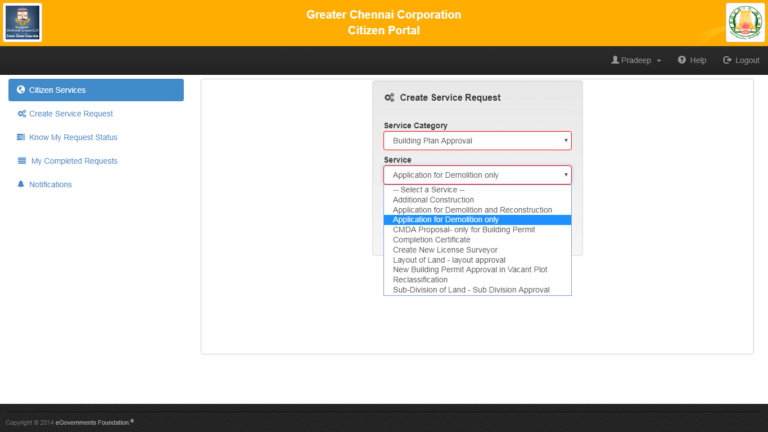 Greater Chennai Corporation
Citizen Portal
Pradeep
Help
Logout
Citizen Services
Create Service Request
Know My Request Status
My Completed Requests
Notifications
Create Service Request
Service Category
Building Plan Approval
Service
Application for Demolition only
-- Select a Service --
Additional Construction
Application for Demolition and Reconstruction
Application for Demolition only
CMDA Proposal- only for Building Permit
Completion Certificate
Create New License Surveyor
Layout of Land - layout approval
New Building Permit Approval in Vacant Plot
Reclassification
Sub-Division of Land - Sub Division Approval
Copyright © 2014 eGovernments Foundation.®